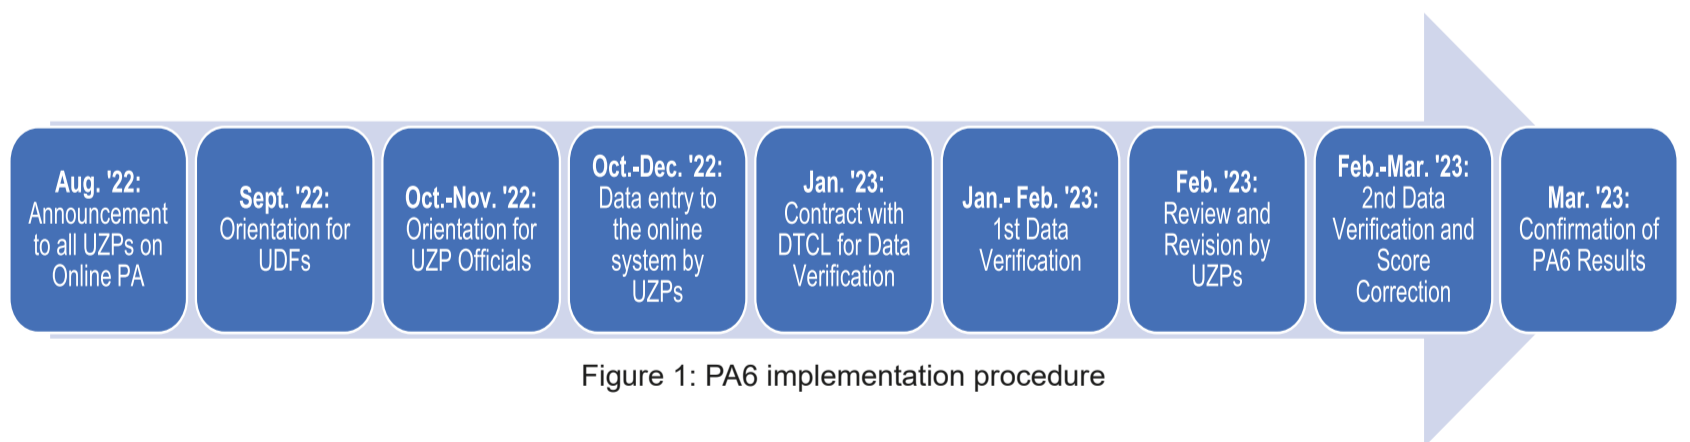 Aug. '22:
Announcement
to all UZPs on
Online PA
Sept. '22:
Orientation for
UDFs
Oct.-Nov. '22:
Orientation for
UZP Officials
Oct.-Dec. '22:
Data entry to
the online
system by
UZPs
Jan. '23:
Contract with
DTCL for Data
Verification
Jan.- Feb. '23:
1st Data
Verification
Feb. '23:
Review and
Revision by
UZPs
Feb.-Mar. '23:
2nd Data
Verification and
Score
Correction
Mar. '23:
Confirmation of
PA6 Results
Figure 1: PA6 implementation procedure